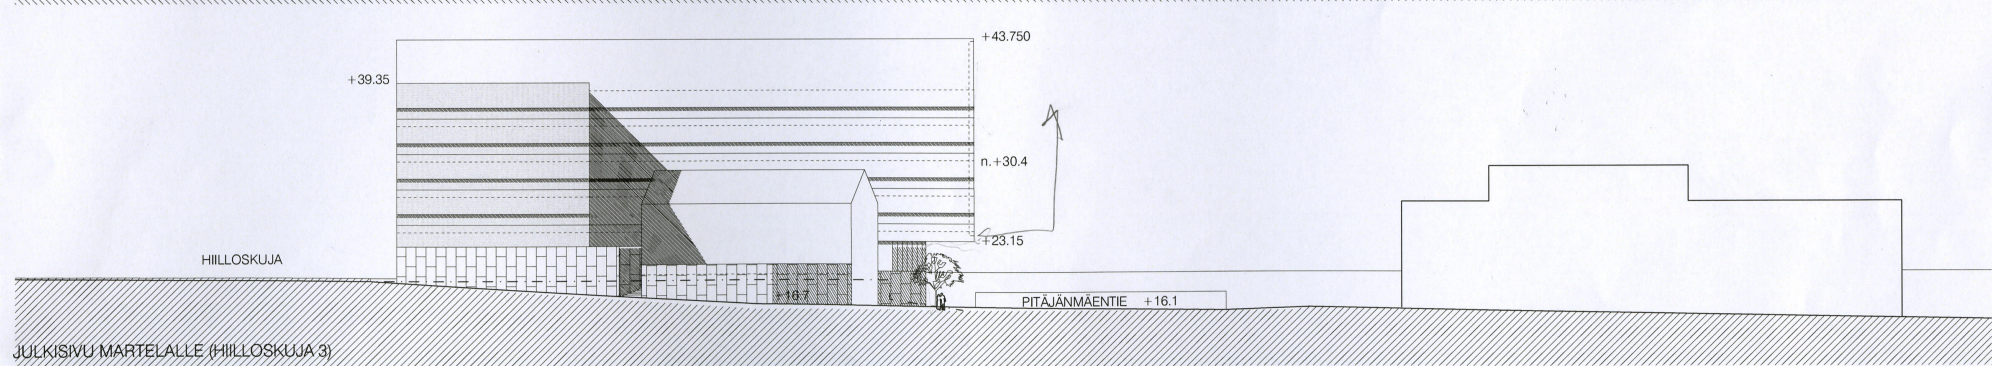 +43.750
+39.35
n.+30.4
+23.15
HIILLOSKUJA
+16.7
PITÄJÄNMÄENTIE +16.1
JULKISIVU MARTELALLE (HIILLOSKUJA 3)